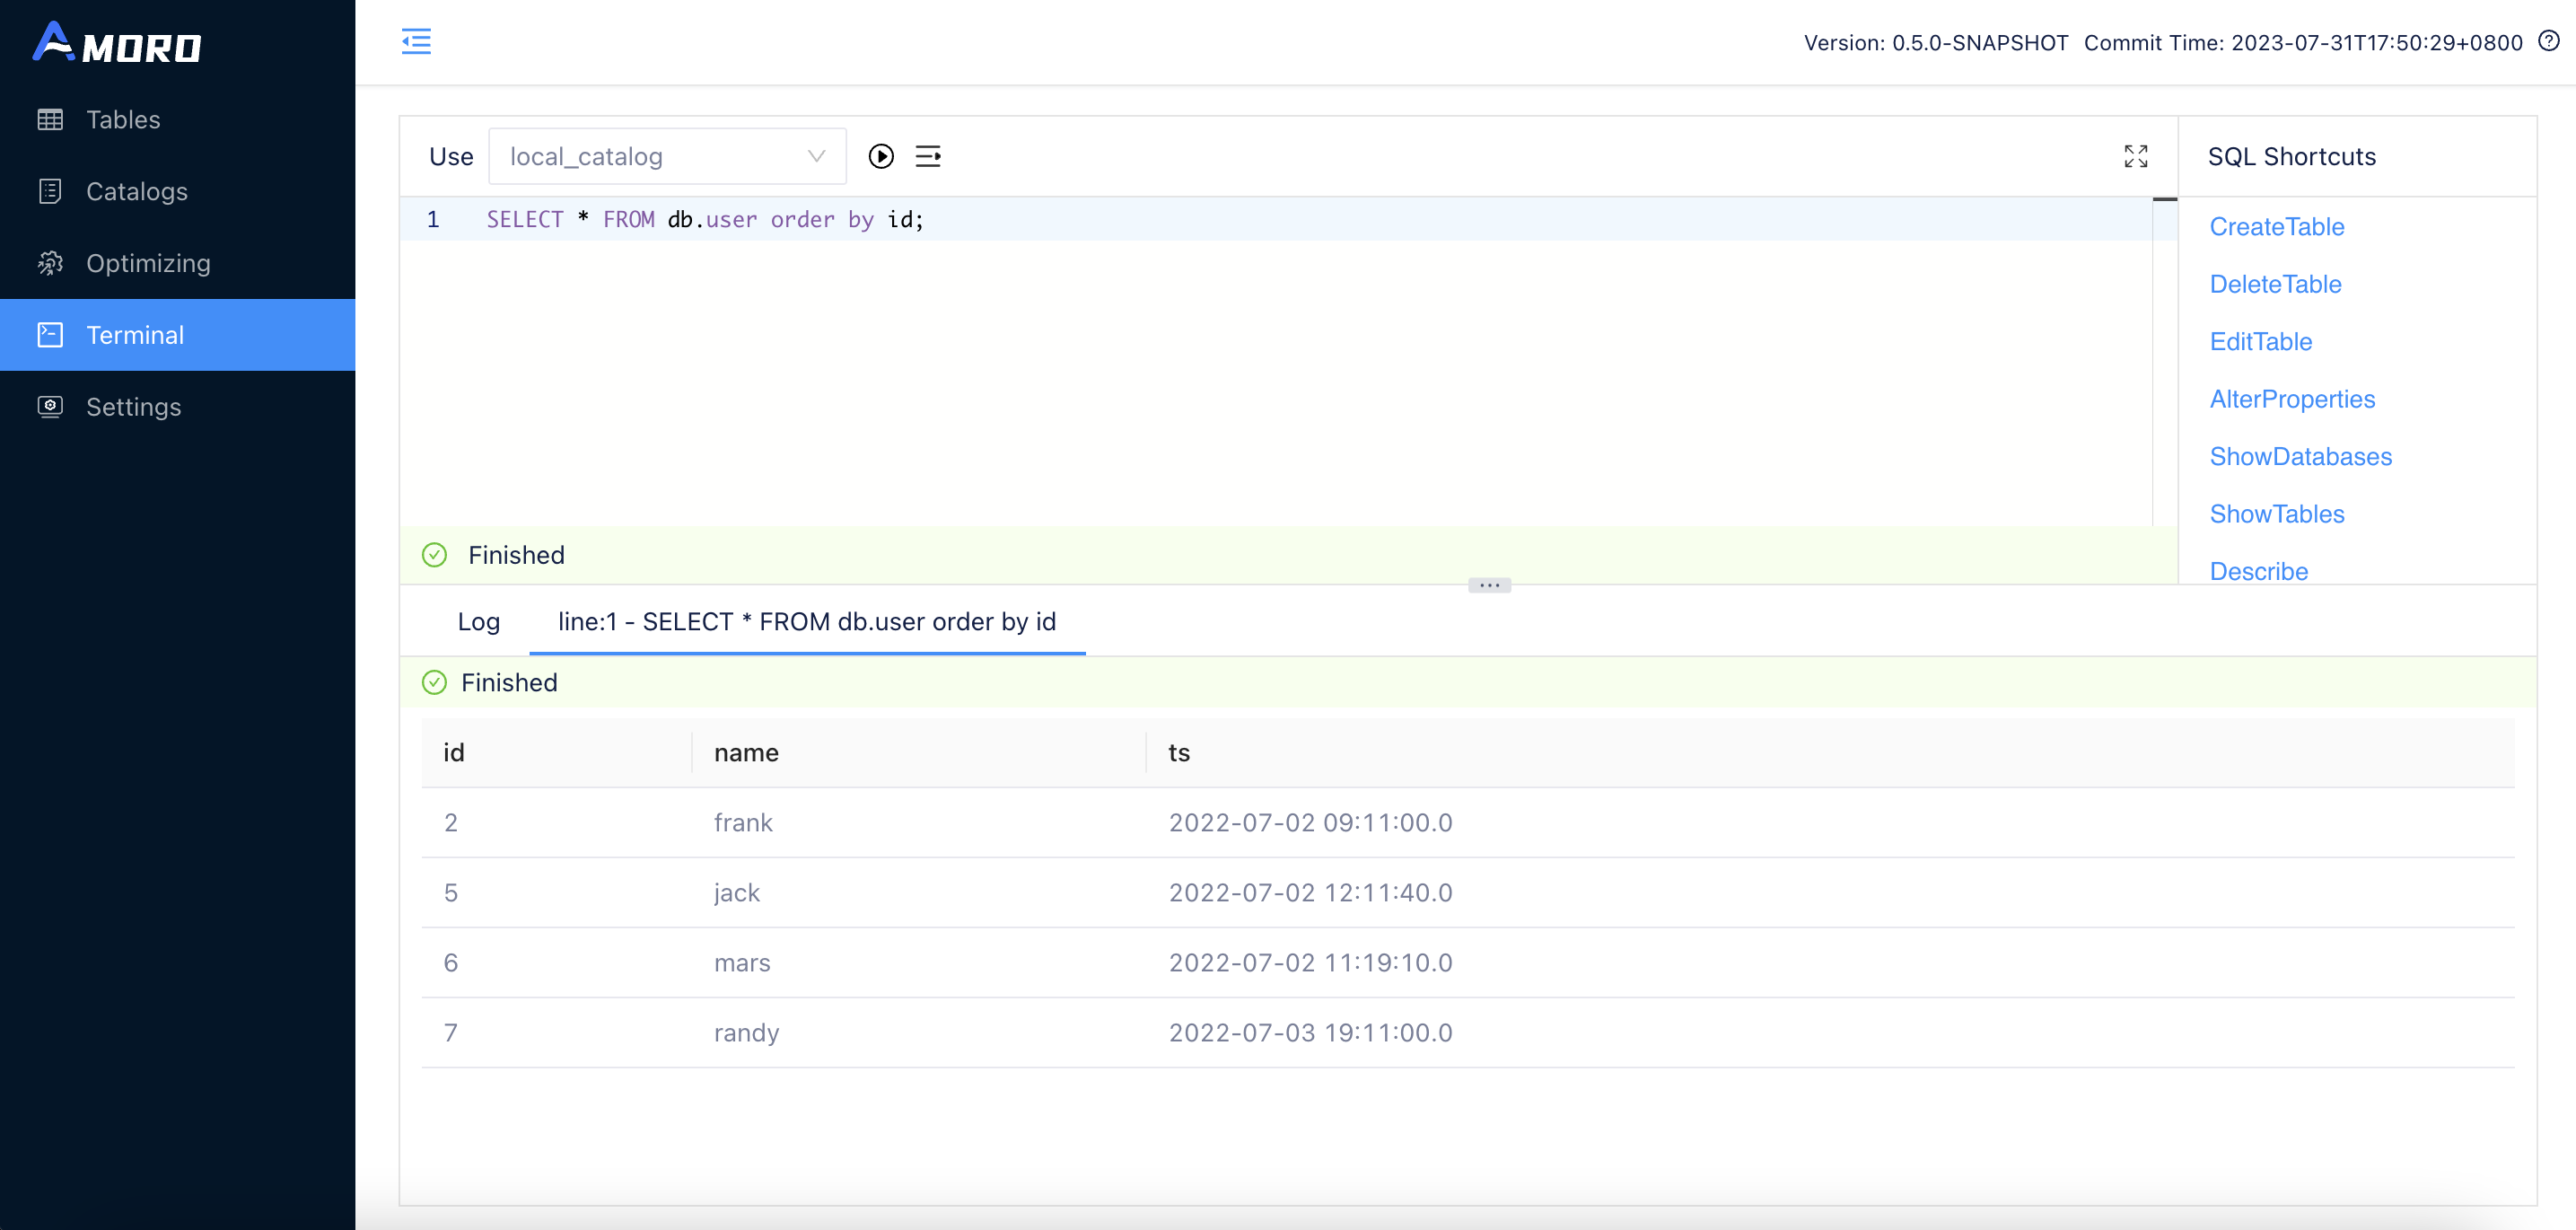 AMORO
Version: 0.5.0-SNAPSHOT Commit Time: 2023-07-31T17:50:29+0800
Tables
Catalogs
Optimizing
Terminal
Settings
Use local_catalog
1 SELECT * FROM db.user order by id;
Finished
SQL Shortcuts
CreateTable
DeleteTable
EditTable
AlterProperties
ShowDatabases
ShowTables
Describe
Log line:1 - SELECT * FROM db.user order by id
Finished
id name ts
2 frank 2022-07-02 09:11:00.0
5 jack 2022-07-02 12:11:40.0
6 mars 2022-07-02 11:19:10.0
7 randy 2022-07-03 19:11:00.0